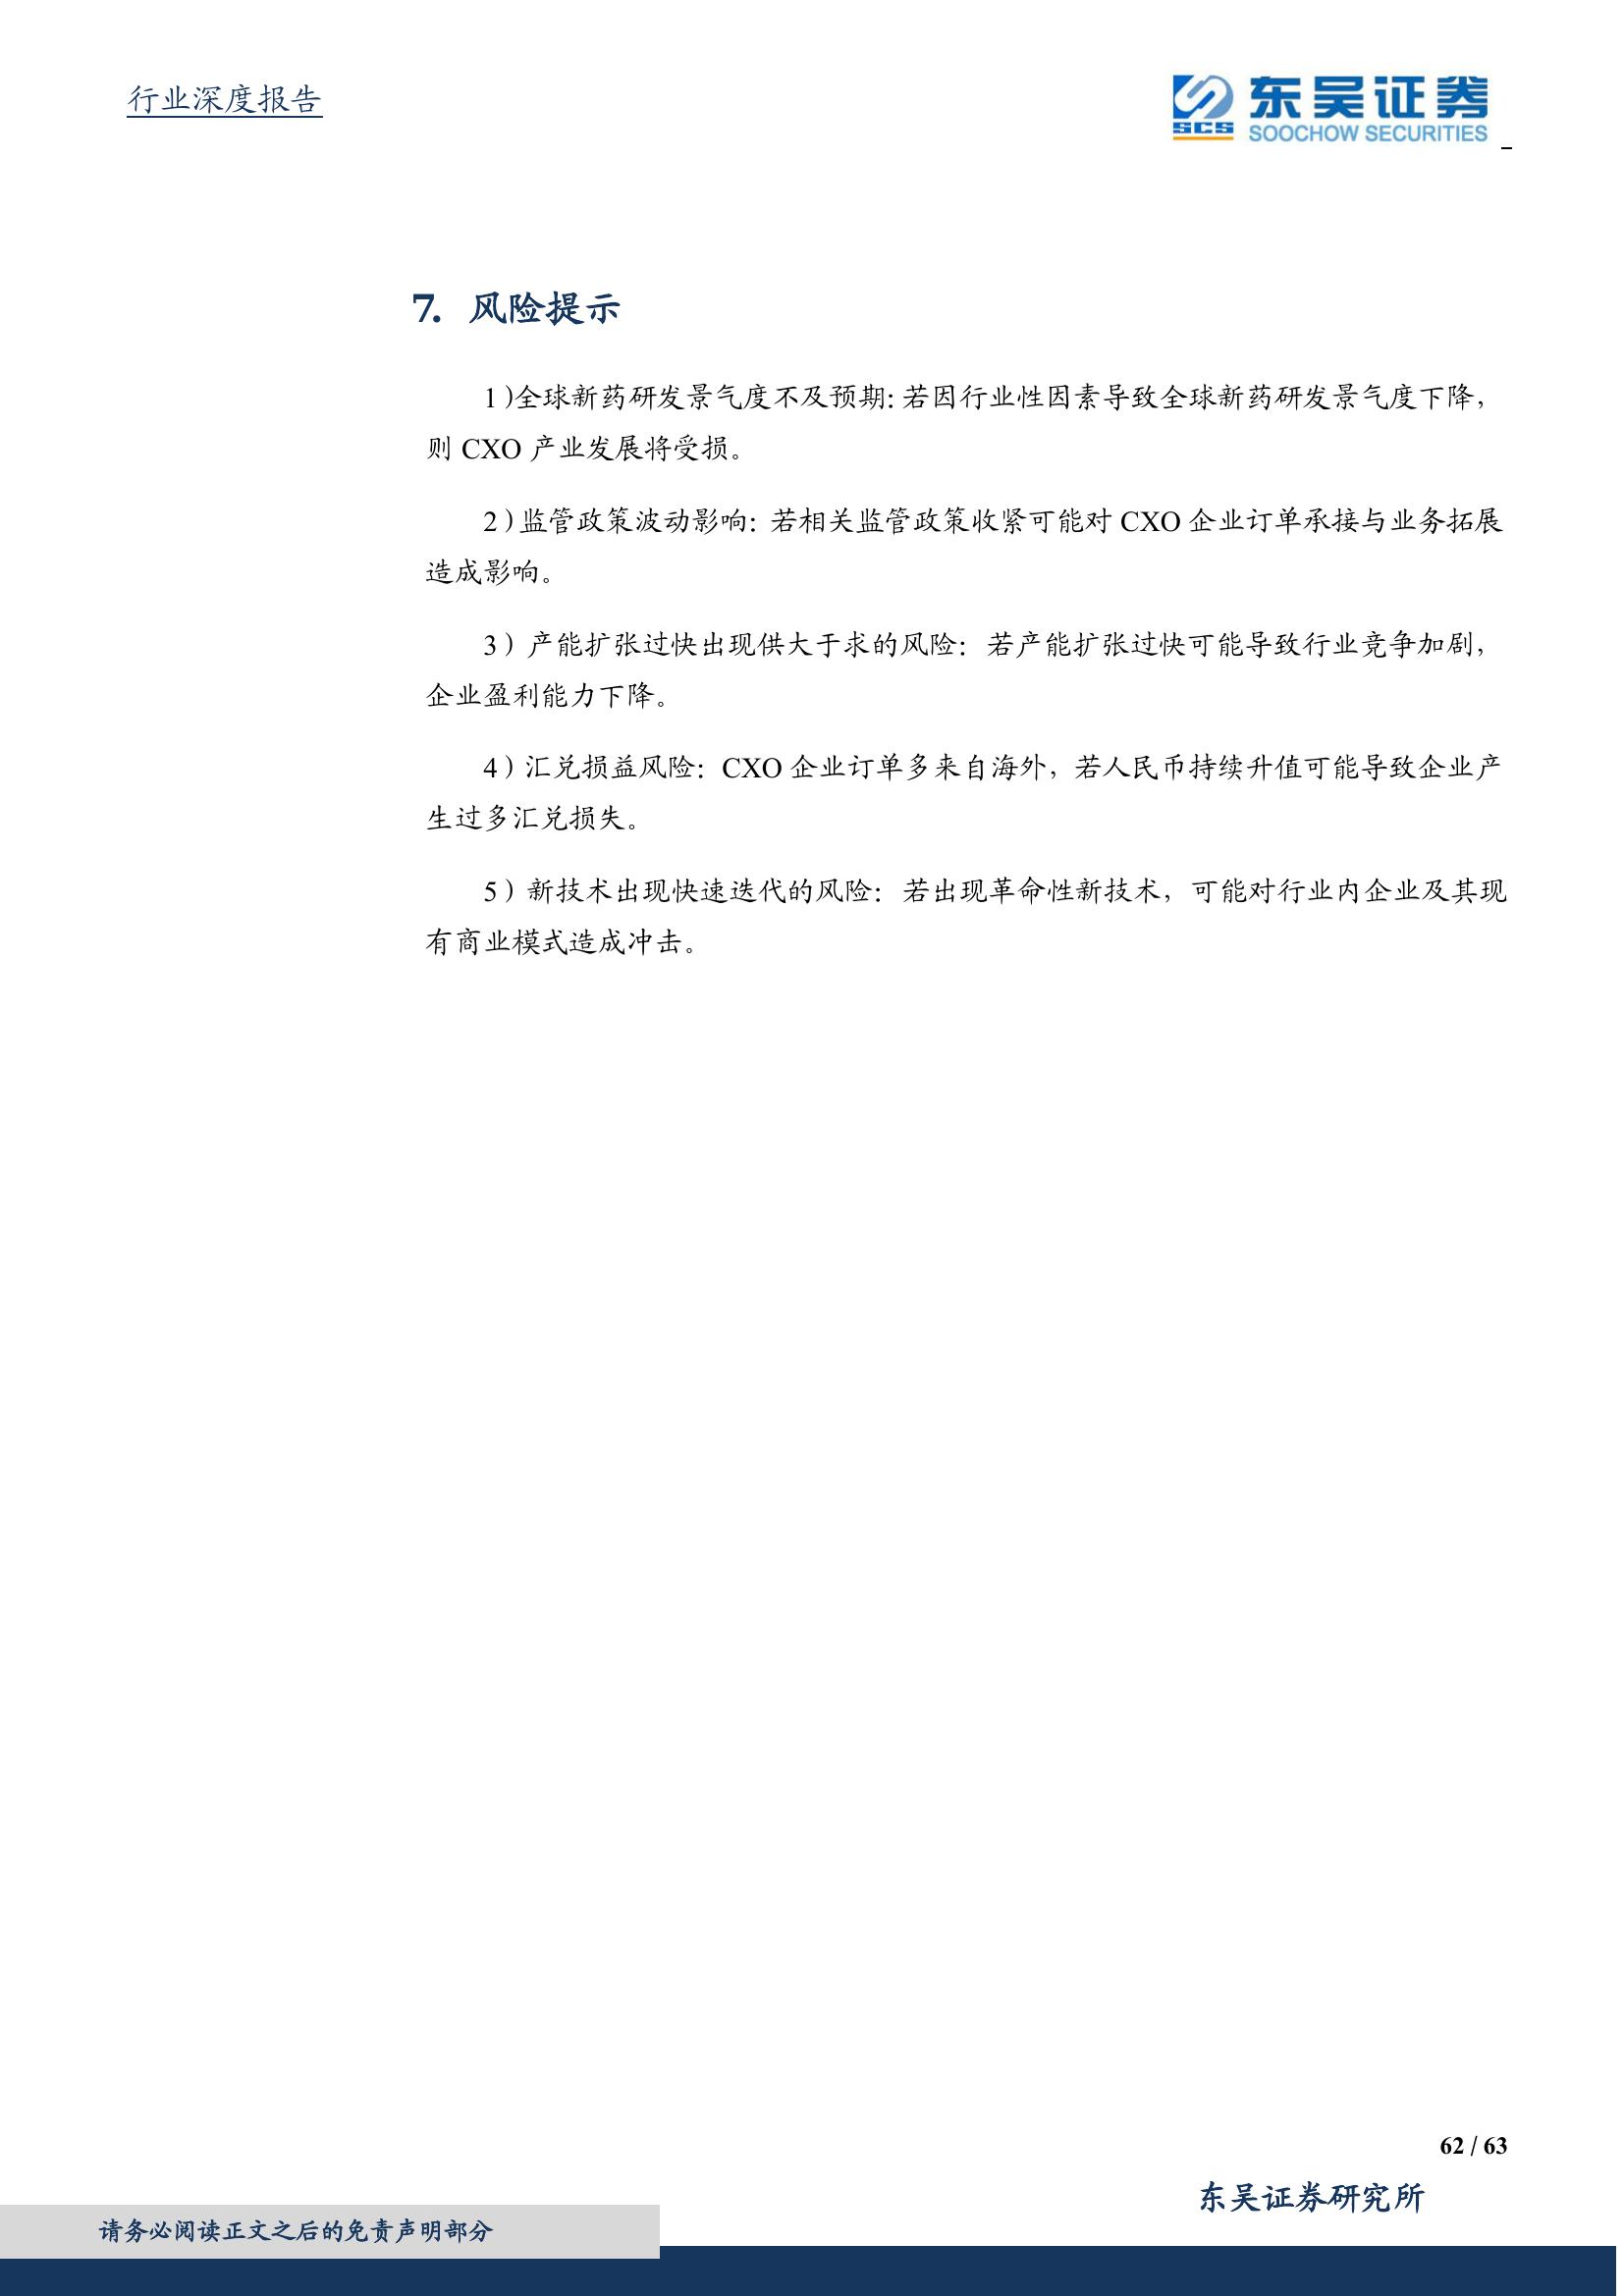 行业深度报告
SCS 东吴证券
SOOCHOW SECURITIES
7. 风险提示
1）全球新药研发景气度不及预期：若因行业性因素导致全球新药研发景气度下降，
则 CXO 产业发展将受损。
2）监管政策波动影响：若相关监管政策收紧可能对 CXO 企业订单承接与业务拓展
造成影响。
3）产能扩张过快出现供大于求的风险：若产能扩张过快可能导致行业竞争加剧，
企业盈利能力下降。
4）汇兑损益风险：CXO 企业订单多来自海外，若人民币持续升值可能导致企业产
生过多汇兑损失。
5）新技术出现快速迭代的风险：若出现革命性新技术，可能对行业内企业及其现
有商业模式造成冲击。
62 / 63
东吴证券研究所
请务必阅读正文之后的免责声明部分